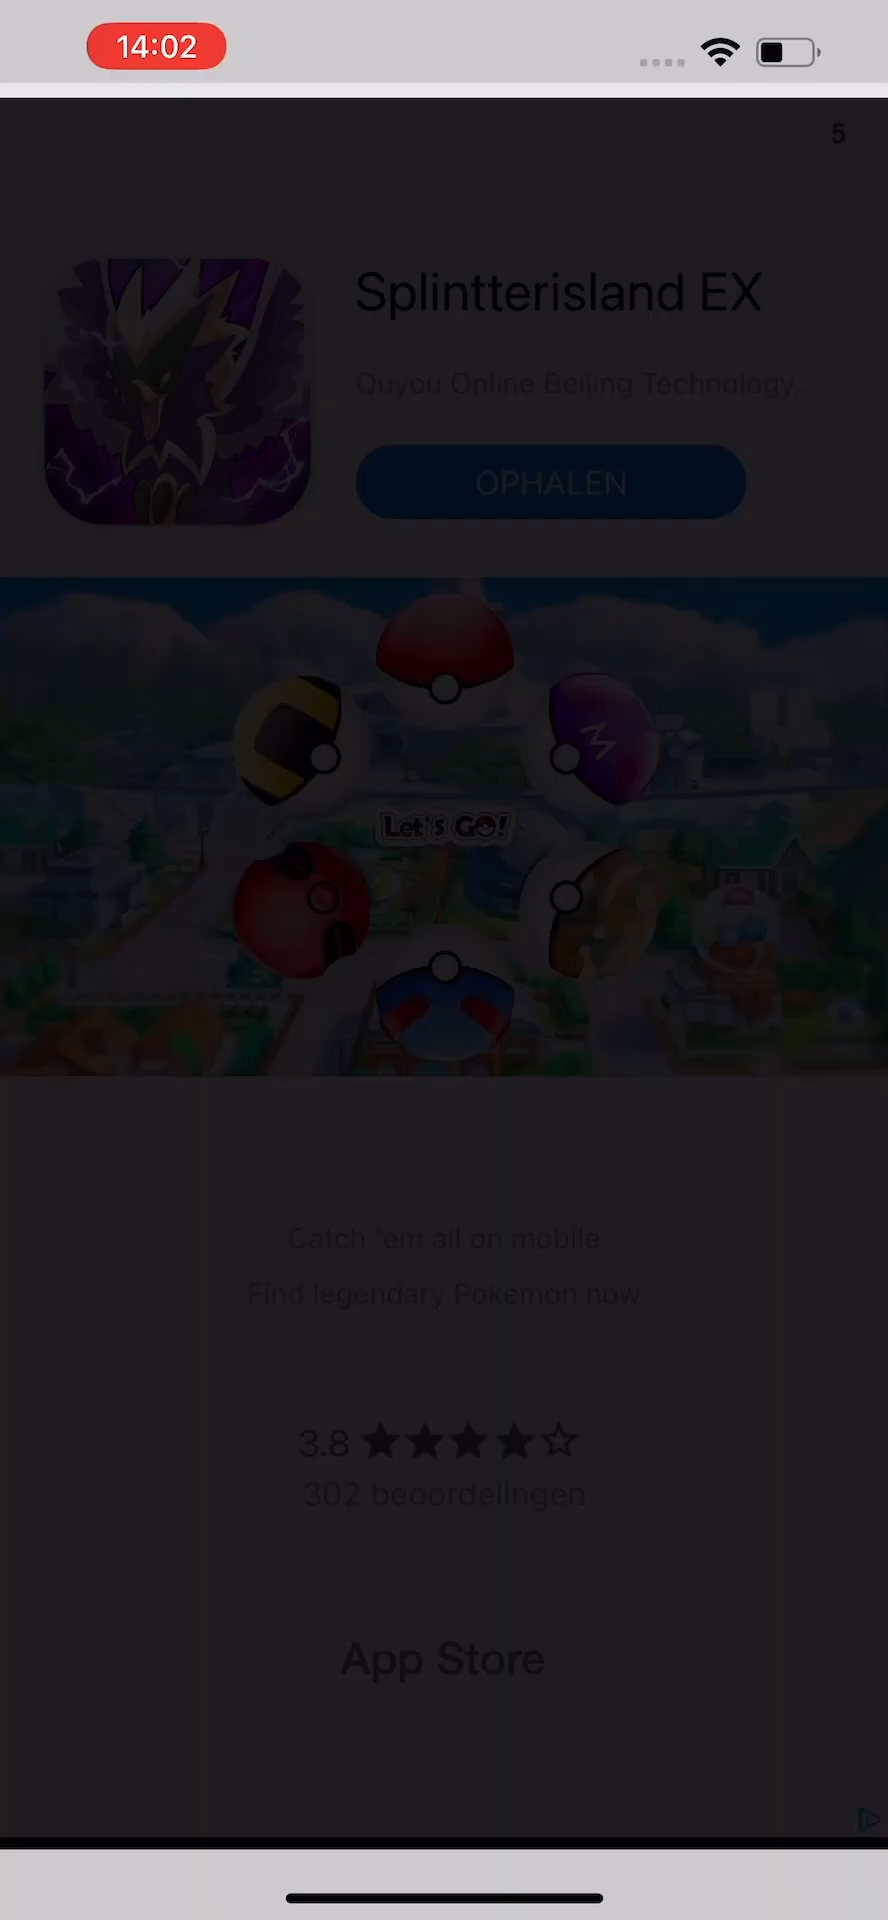 14:02
5
Splintterisland EX
Quyou Online Beijing Technology...
OPHALEN
M
Let's GO!
Catch 'em all on mobile
Find legendary Pokemon now
3.8
302 beoordelingen
App Store